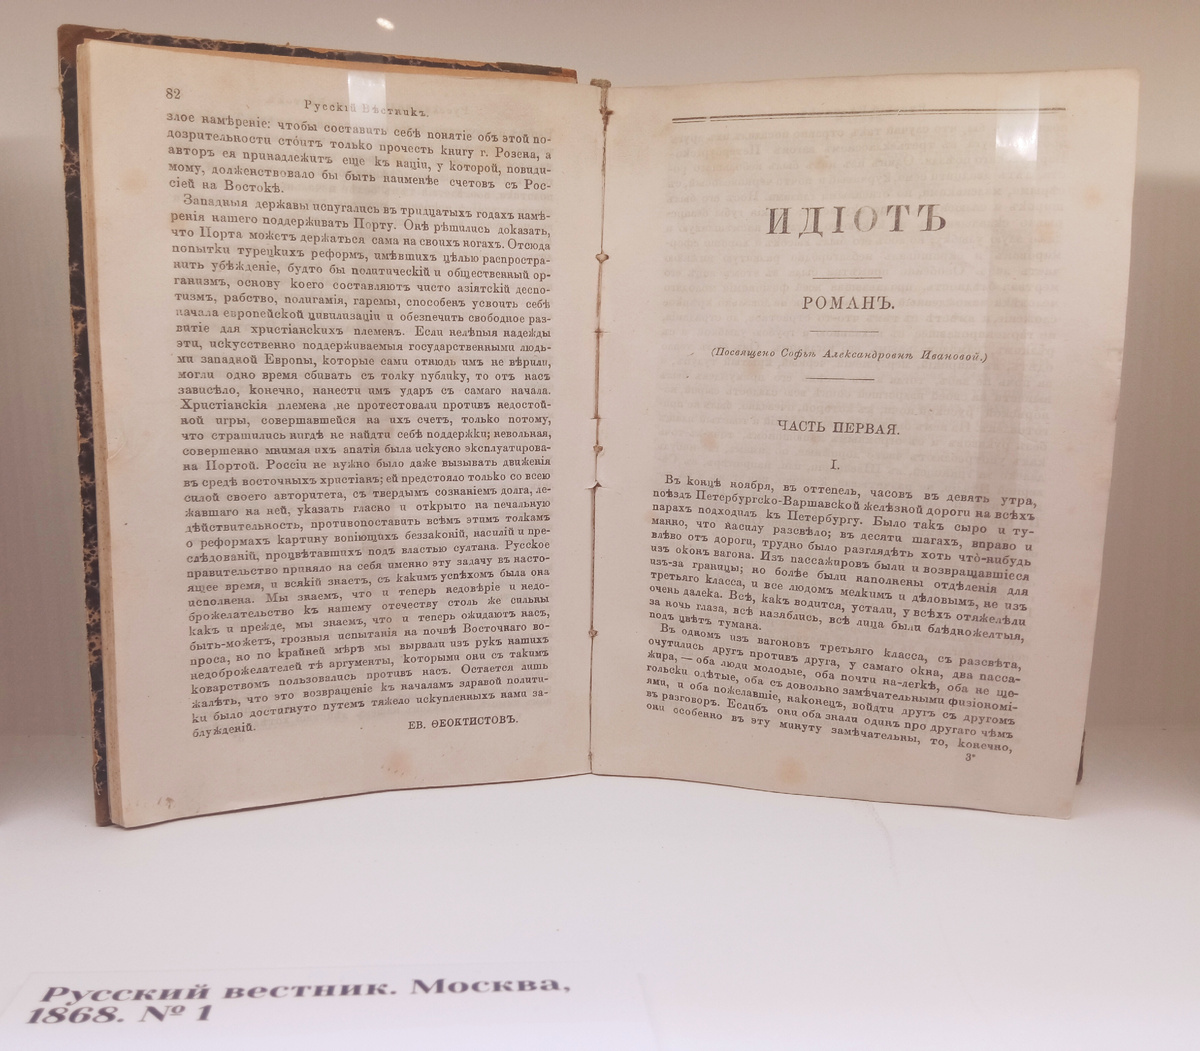 82
Русскій Вѣстникъ.
злое намѣреніе: чтобы составить себѣ понятіе объ этой по-
дозрительности стоитъ только прочесть книгу г. Розена, а
авторъ ея принадлежитъ еще къ націи, у которой, повиди-
мому, долженствовало бы быть наименѣе счетовъ съ Рос-
сіей на Востокѣ.
Западныя державы испугались въ тридцатыхъ годахъ намѣ-
ренія нашего поддерживать Порту. Онѣ рѣшились доказать,
что Порта можетъ держаться сама на своихъ ногахъ. Отсюда
попытки турецкихъ реформъ, имѣвшихъ цѣлью распростра-
нить убѣжденіе, будто бы политическій и общественный ор-
ганизмъ, основу коего составляютъ чисто азіятскій деспо-
тизмъ, рабство, полигамія, гаремы, способенъ усвоить себѣ
начала европейской цивилизаціи и обезпечить свободное раз-
витіе для христіанскихъ племенъ. Если нелѣпыя надежды
эти, искусственно поддерживаемыя государственными людь-
ми западной Европы, которые сами отнюдь имъ не вѣрили,
могли одно время сбивать съ толку публику, то отъ насъ
зависѣло, конечно, нанести имъ ударъ съ самаго начала.
Христіанскія племена не протестовали противъ недостой-
ной игры, совершавшейся на ихъ счетъ, только потому,
что страшились нигдѣ не найдти себѣ поддержки; невольная,
совершенно мнимая ихъ апатія была искусно эксплуатирова-
на Портой. Россіи не нужно было даже вызывать движенія
въ средѣ восточныхъ христіанъ; ей предстояло только со всею
силой своего авторитета, съ твердымъ сознаніемъ долга, ле-
жавшаго на ней, указать гласно и открыто на печальную
дѣйствительность, противопоставить всѣмъ этимъ толкамъ
о реформахъ картину вопіющихъ беззаконій, насилій и пре-
слѣдованій, процвѣтавшихъ подъ властью султана. Русское
правительство приняло на себя именно эту задачу въ насто-
ящее время, и всякій знаетъ, съ какимъ успѣхомъ была она
исполнена. Мы знаемъ, что и теперь недовѣріе и недо-
брожелательство къ нашему отечеству столь же сильны
какъ и прежде, мы знаемъ, что и теперь ожидаютъ насъ,
быть-можетъ, грозныя испытанія на почвѣ Восточнаго во-
проса, но по крайней мѣрѣ мы вырвали изъ рукъ нашихъ
недоброжелателей тѣ аргументы, которыми они съ такимъ
коварствомъ пользовались противъ насъ. Остается лишь
жалѣть, что это возвращеніе къ началамъ здравой полити-
ки было достигнуто путемъ тяжело искупленныхъ нами за-
блужденій.
ЕВ. ѲЕОКТИСТОВЪ.
ИДІОТЪ
РОМАНЪ.
(Посвящено Софьѣ Александровнѣ Ивановой.)
ЧАСТЬ ПЕРВАЯ.
I.
Въ концѣ ноября, въ оттепель, часовъ въ девять утра,
поѣздъ Петербургско-Варшавской желѣзной дороги на всѣхъ
парахъ подходилъ къ Петербургу. Было такъ сыро и ту-
манно, что насилу разсвѣло; въ десяти шагахъ, вправо и
влѣво отъ дороги, трудно было разглядѣть хоть что-нибудь
изъ оконъ вагона. Изъ пассажировъ были и возвращавшіеся
изъ-за границы; но болѣе были наполнены отдѣленія для
третьяго класса, и все людомъ мелкимъ и дѣловымъ, не изъ
очень далека. Всѣ, какъ водится, устали, у всѣхъ отяжелѣли
за ночь глаза, всѣ назяблись, всѣ лица были блѣдножелтыя,
подъ цвѣтъ тумана.
Въ одномъ изъ вагоновъ третьяго класса, съ разсвѣта,
очутились другъ противъ друга, у самаго окна, два пасса-
жира, — оба люди молодые, оба почти на-легкѣ, оба не ще-
гольски одѣтые, оба съ довольно замѣчательными физіономі-
ями, и оба пожелавшіе, наконецъ, войдти другъ съ другомъ
въ разговоръ. Еслибъ они оба знали одинъ про другаго чѣмъ
они особенно въ эту минуту замѣчательны, то, конечно,
3*
Русский вестник. Москва,
1868. № 1